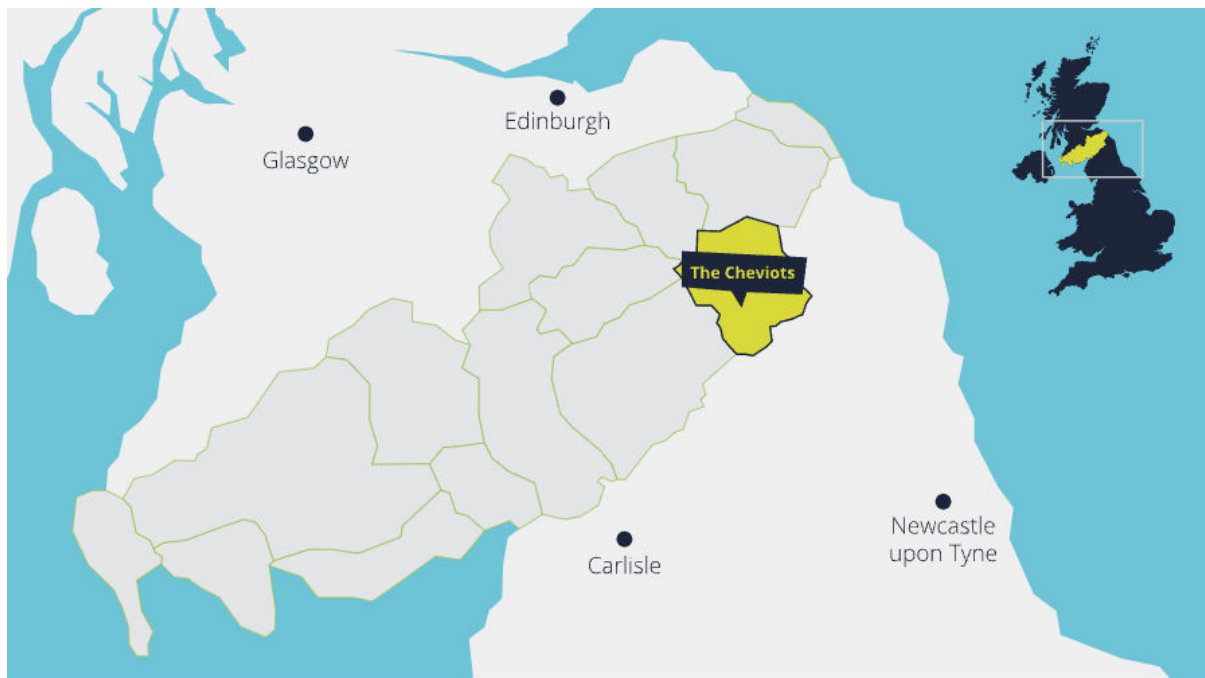 Edinburgh
Glasgow
The Cheviots
Newcastle
upon Tyne
Carlisle